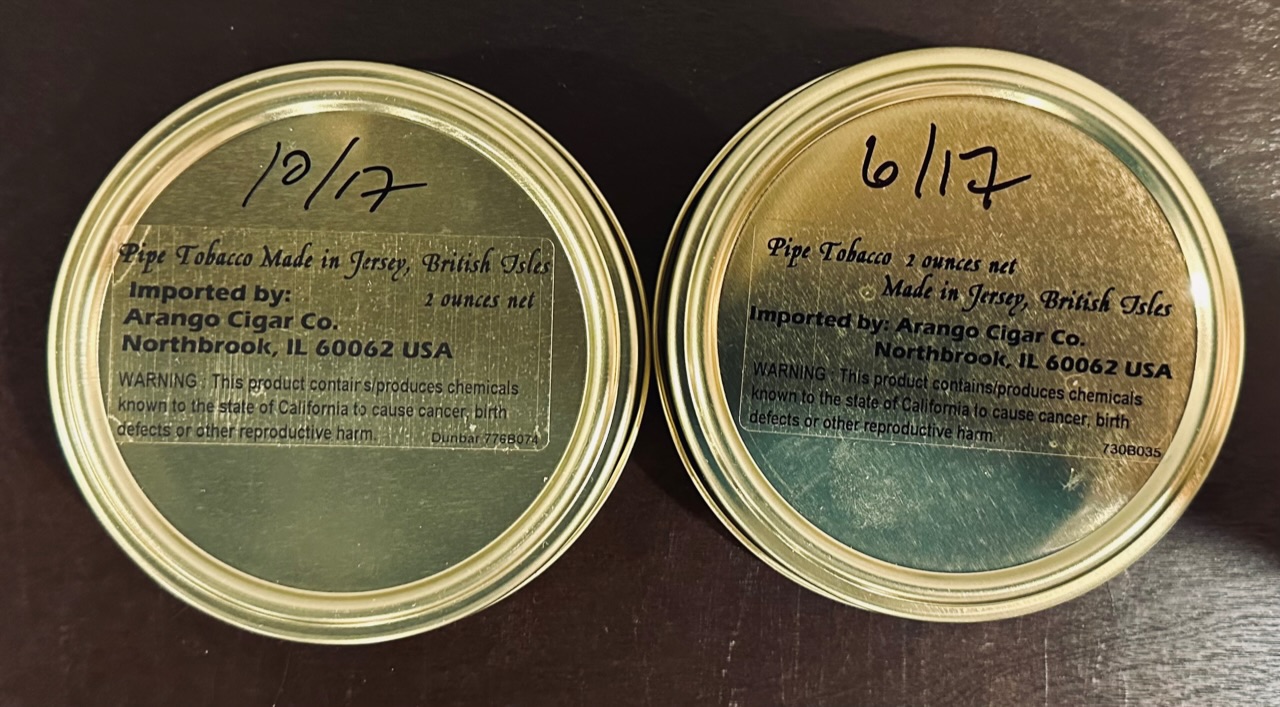 10/17
Pipe Tobacco Made in Jersey, British Isles
Imported by: 2 ounces net
Arango Cigar Co.
Northbrook, IL 60062 USA
WARNING : This product contains/produces chemicals
known to the state of California to cause cancer, birth
defects or other reproductive harm. Dunbar 776B074
6/17
Pipe Tobacco 2 ounces net
Made in Jersey, British Isles
Imported by: Arango Cigar Co.
Northbrook, IL 60062 USA
WARNING : This product contains/produces chemicals
known to the state of California to cause cancer, birth
defects or other reproductive harm.
730B035